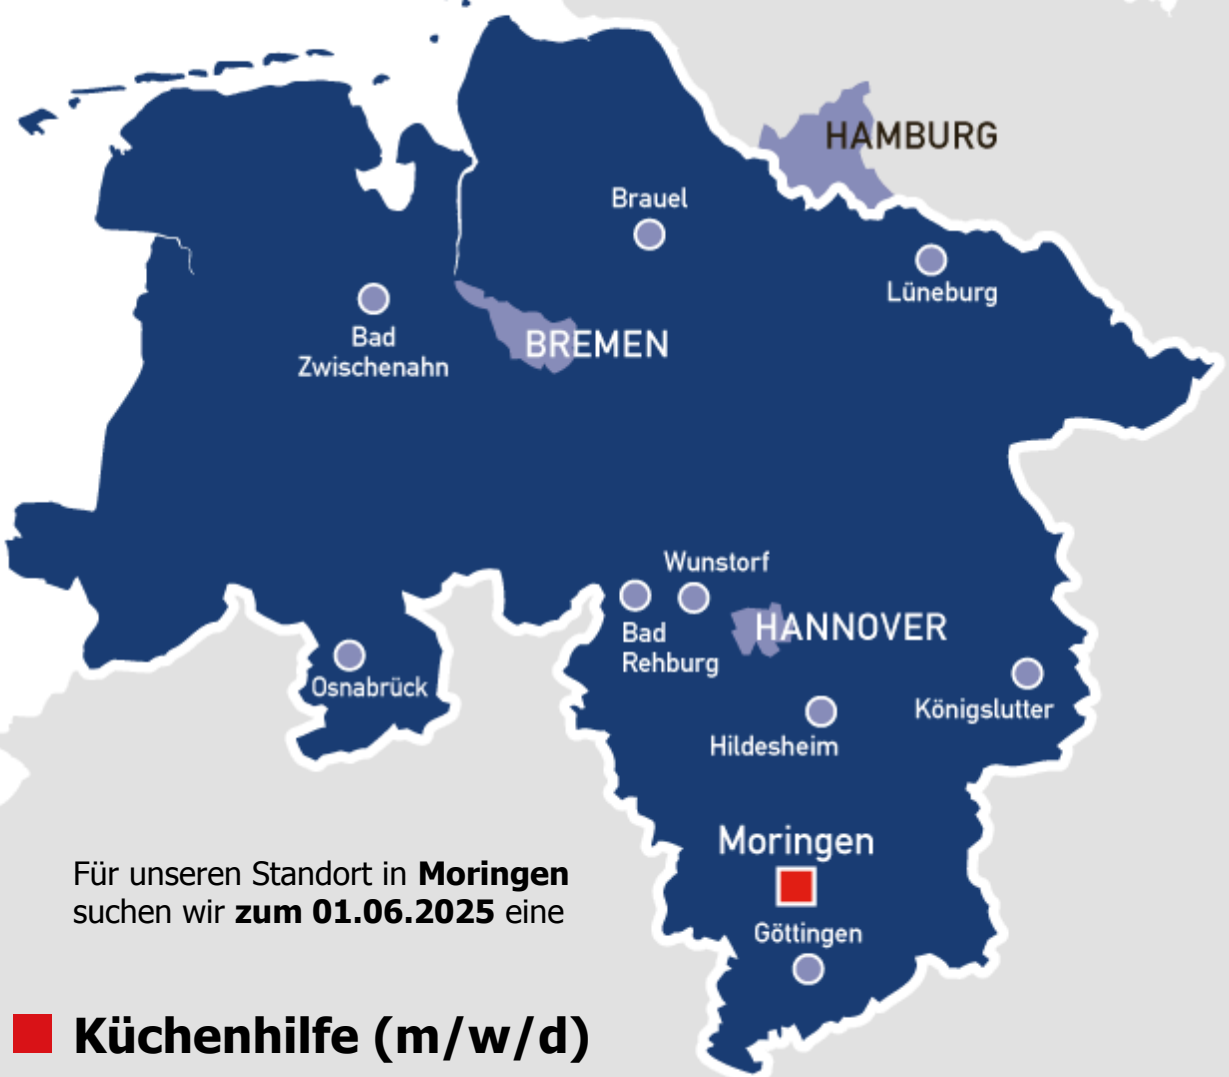 HAMBURG
Brauel
Lüneburg
Bad
Zwischenahn
BREMEN
Wunstorf
Bad
Rehburg
HANNOVER
Osnabrück
Königslutter
Hildesheim
Moringen
Göttingen
Für unseren Standort in Moringen
suchen wir zum 01.06.2025 eine
Küchenhilfe (m/w/d)